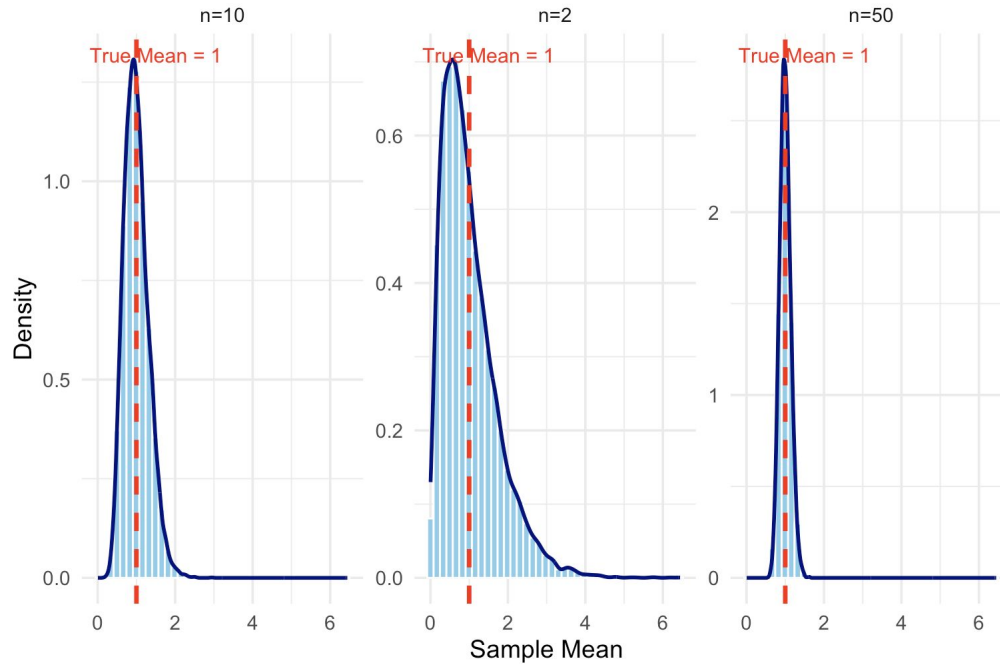 n=10
n=2
n=50
True Mean = 1
True Mean = 1
True Mean = 1
Density
1.0
0.5
0.0
0.6
0.4
0.2
0.0
2
1
0
0 2 4 6
0 2 4 6
0 2 4 6
Sample Mean